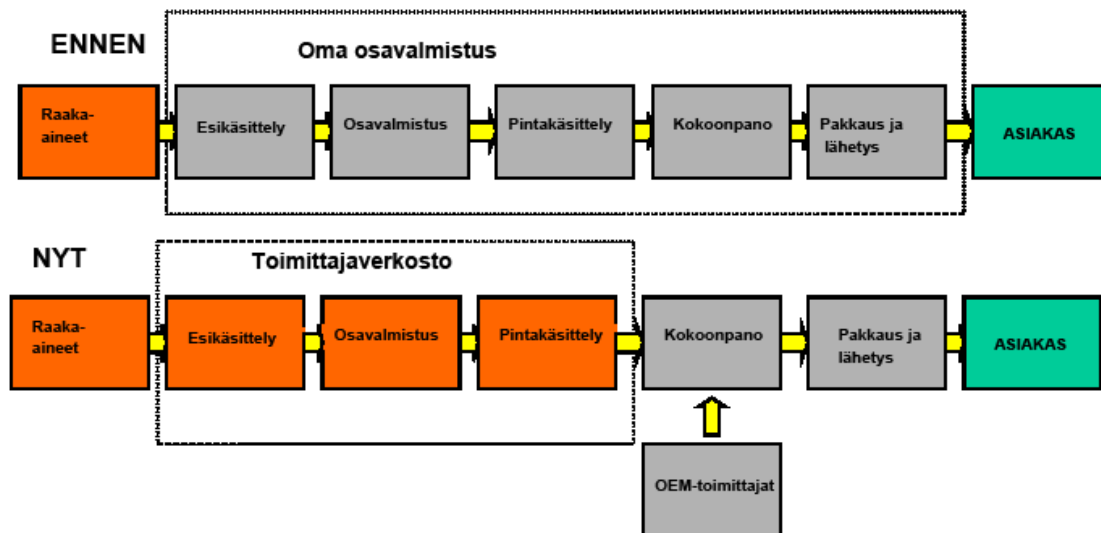 ENNEN
Oma osavalmistus
Raaka-
aineet
Esikäsittely
Osavalmistus
Pintakäsittely
Kokoonpano
Pakkaus ja
lähetys
ASIAKAS
NYT
Toimittajaverkosto
Raaka-
aineet
Esikäsittely
Osavalmistus
Pintakäsittely
Kokoonpano
Pakkaus ja
lähetys
ASIAKAS
OEM-toimittajat